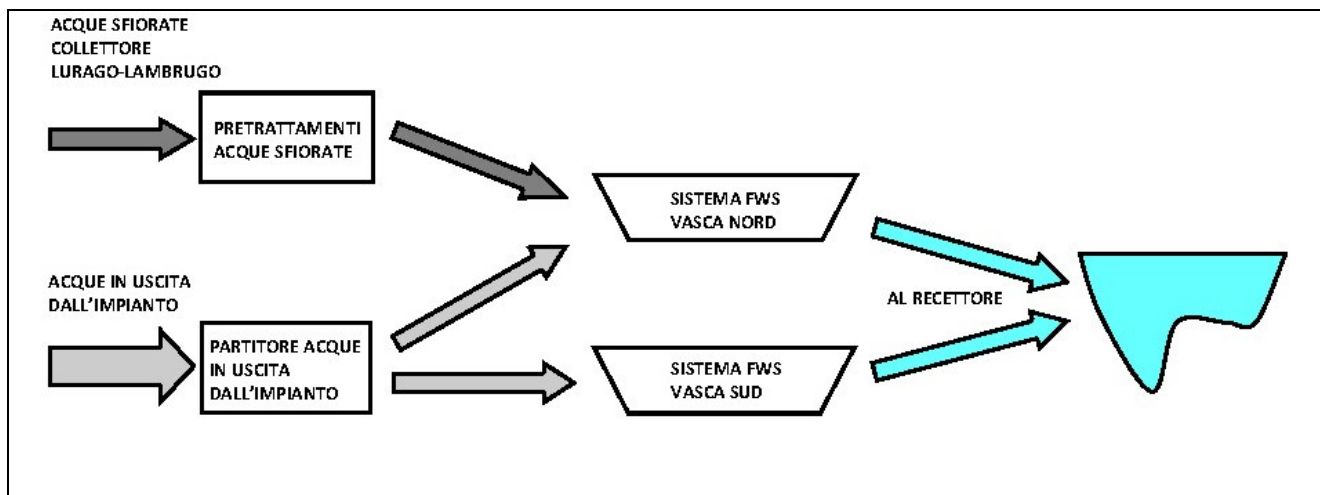 ACQUE SFIORATE
COLLETTORE
LURAGO-LAMBRUGO
PRETRATTAMENTI
ACQUE SFIORATE
SISTEMA FWS
VASCA NORD
ACQUE IN USCITA
DALL'IMPIANTO
AL RECETTORE
PARTITORE ACQUE
IN USCITA
DALL'IMPIANTO
SISTEMA FWS
VASCA SUD